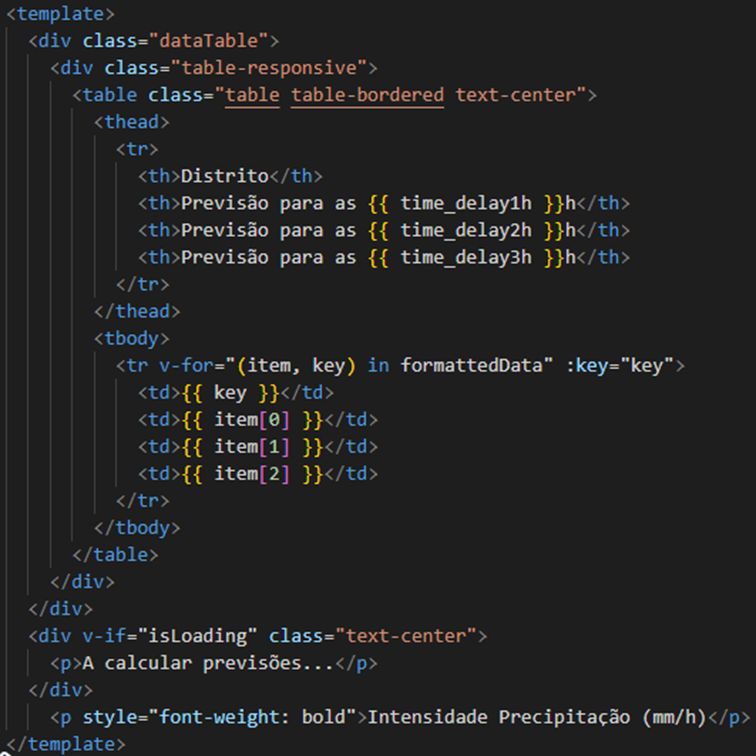 <template>
<div class="dataTable">
<div class="table-responsive">
<table class="table table-bordered text-center">
<thead>
<tr>
<th>Distrito</th>
<th>Previsão para as {{ time_delay1h }}h</th>
<th>Previsão para as {{ time_delay2h }}h</th>
<th>Previsão para as {{ time_delay3h }}h</th>
</tr>
</thead>
<tbody>
<tr v-for="(item, key) in formattedData" :key="key">
<td>{{ key }}</td>
<td>{{ item[0] }}</td>
<td>{{ item[1] }}</td>
<td>{{ item[2] }}</td>
</tr>
</tbody>
</table>
</div>
</div>
<div v-if="isLoading" class="text-center">
<p>A calcular previsões...</p>
</div>
<p style="font-weight: bold">Intensidade Precipitação (mm/h)</p>
</template>